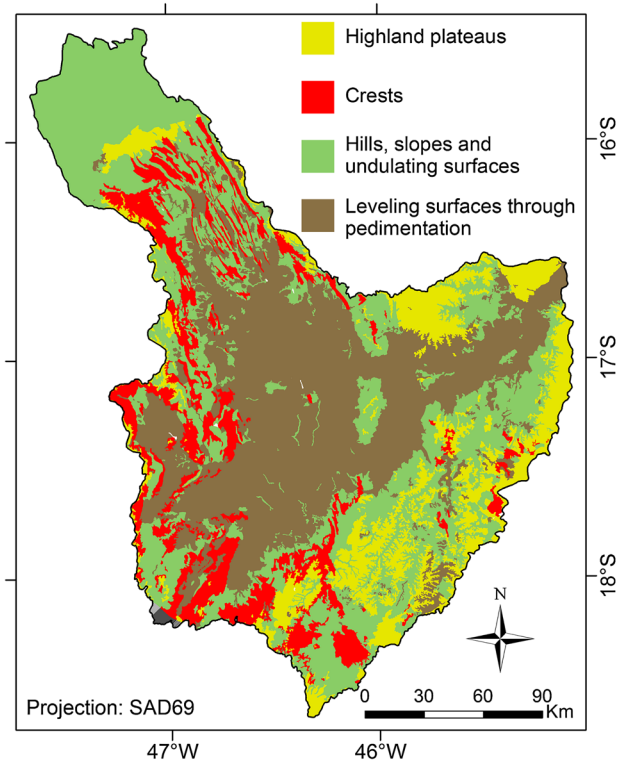 Highland plateaus
Crests
Hills, slopes and
undulating surfaces
Leveling surfaces through
pedimentation
16°S
17°S
18°S
N
0 30 60 90
Km
Projection: SAD69
47°W 46°W